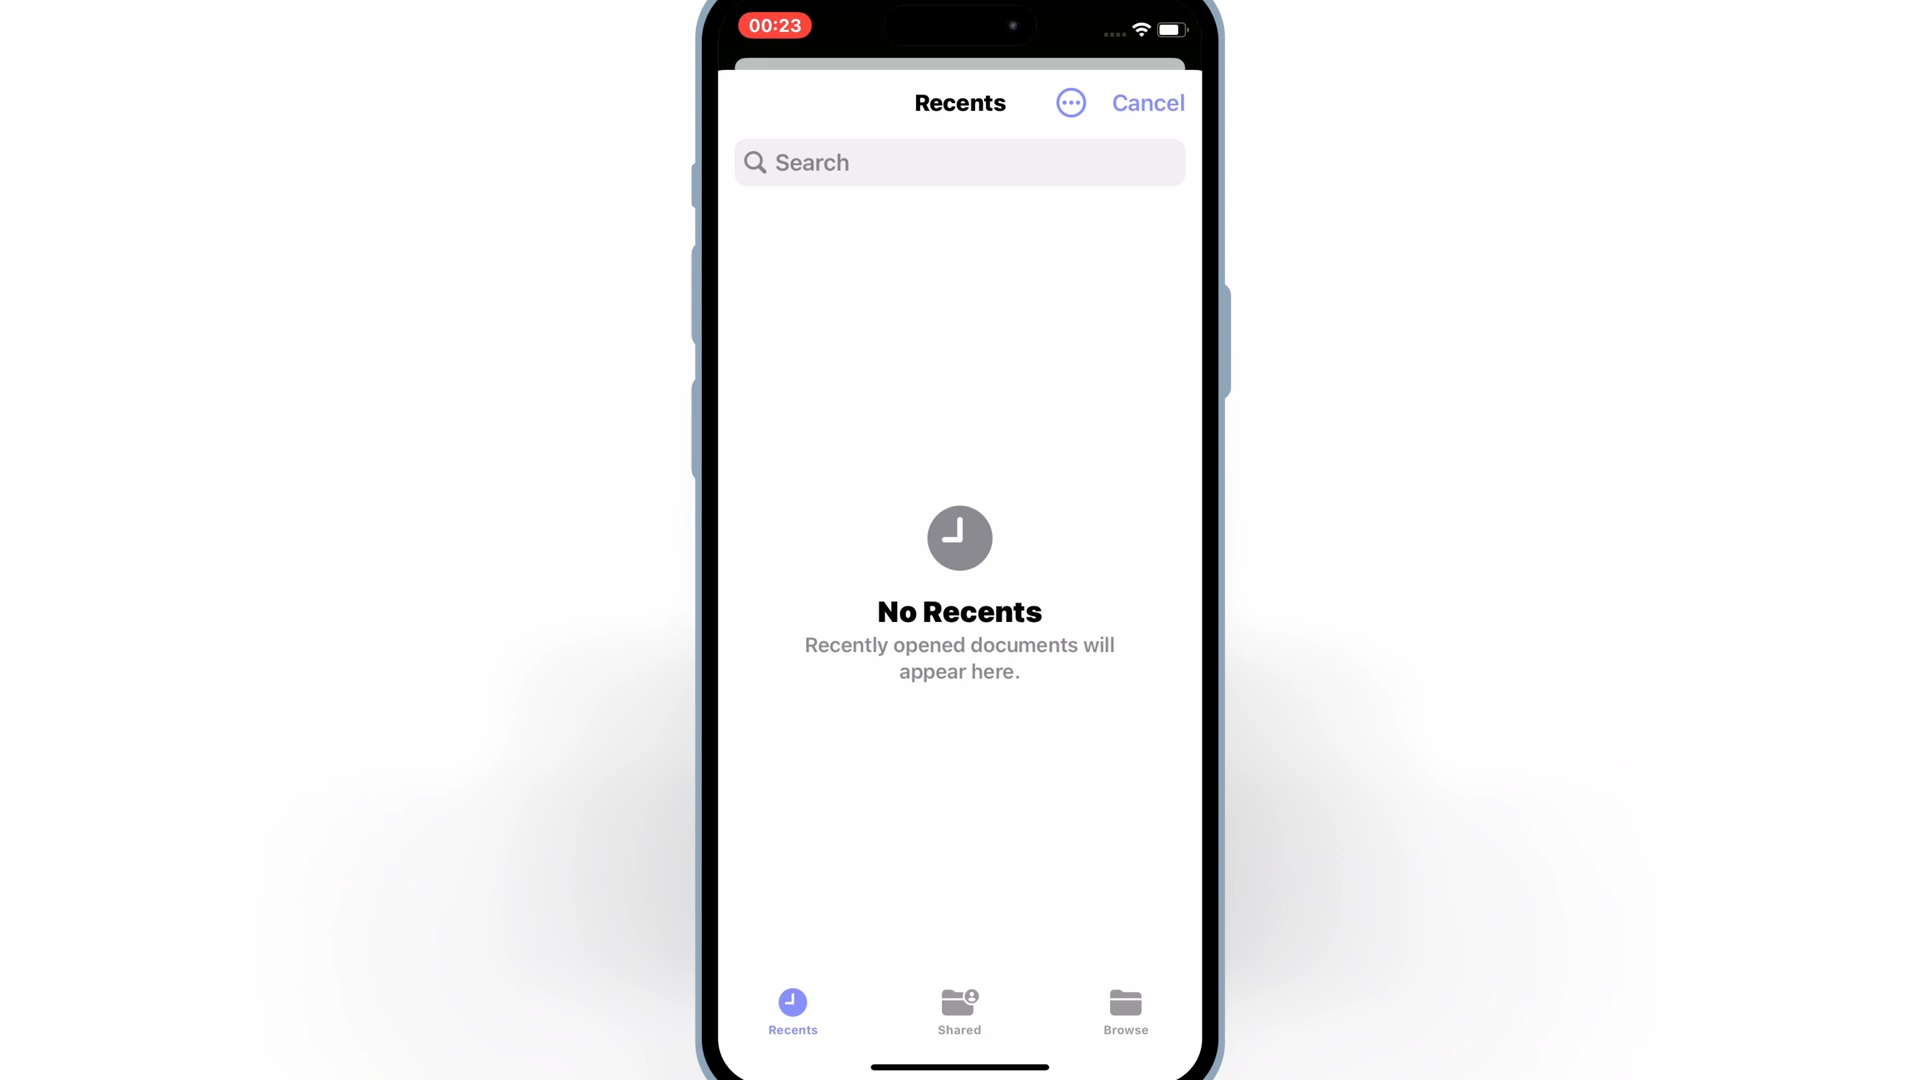 00:23
Recents
Cancel
Search
No Recents
Recently opened documents will
appear here.
Recents
Shared
Browse